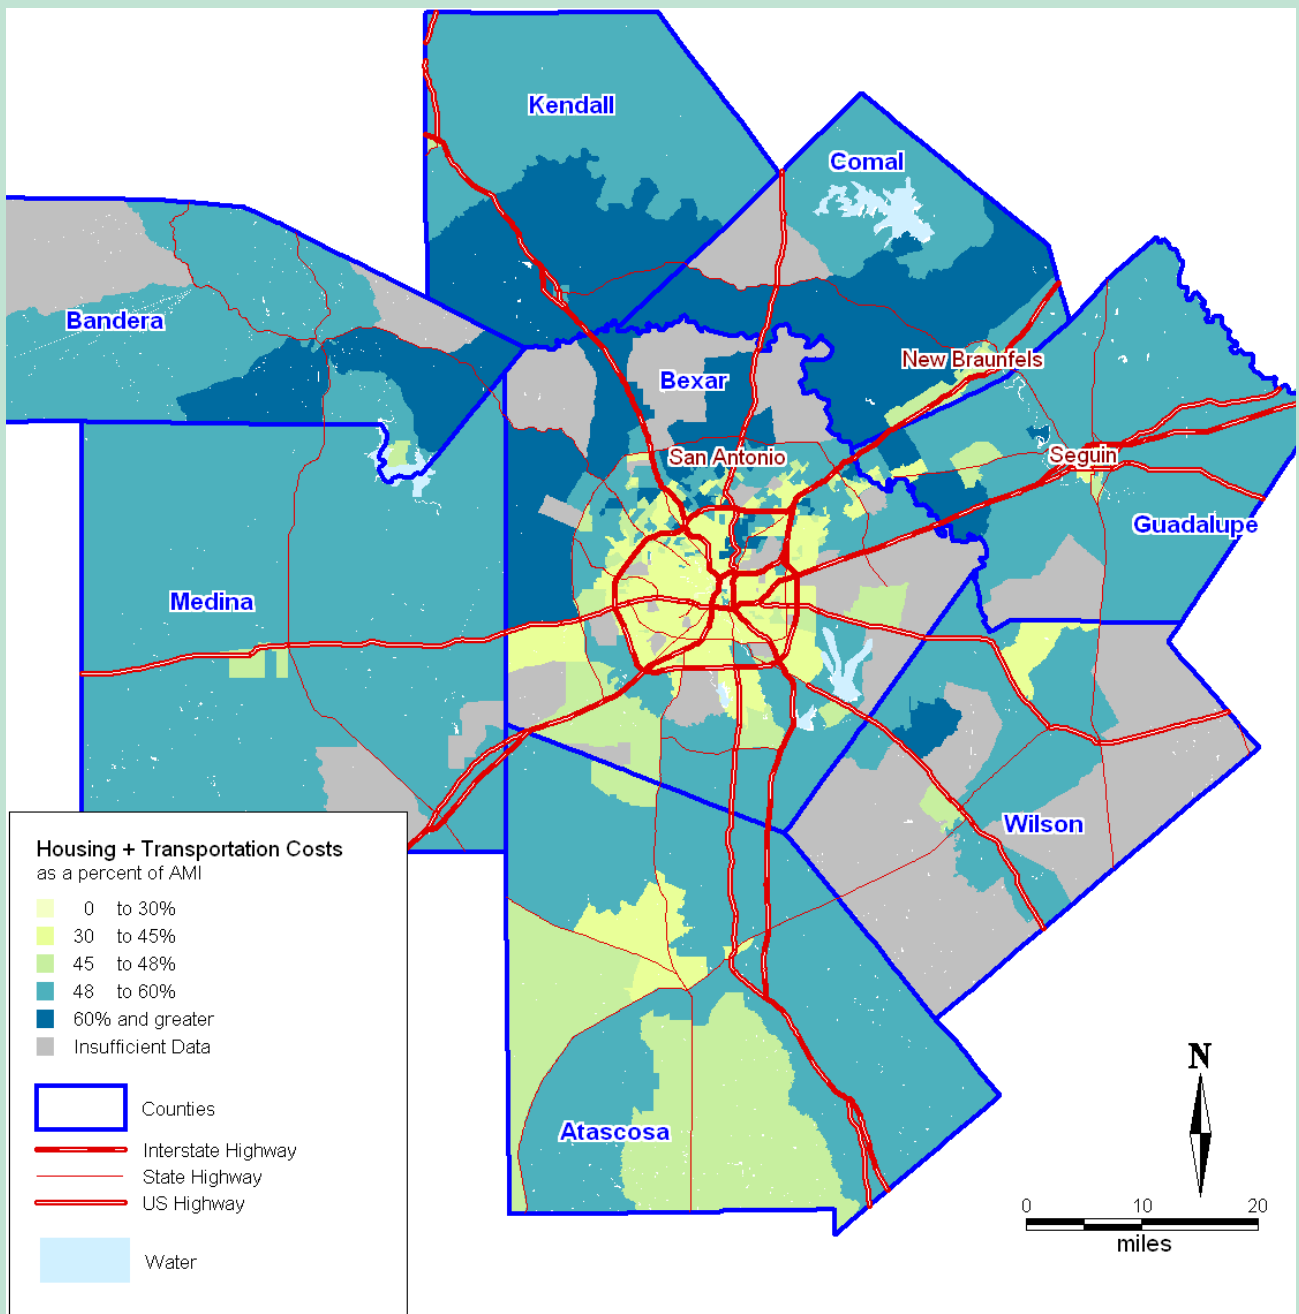 Kendall
Comal
Bandera
New Braunfels
Bexar
San Antonio
Seguin
Guadalupe
Medina
Wilson
Atascosa
Housing + Transportation Costs
as a percent of AMI
0 to 30%
30 to 45%
45 to 48%
48 to 60%
60% and greater
Insufficient Data
Counties
Interstate Highway
State Highway
US Highway
Water
N
0 10 20
miles